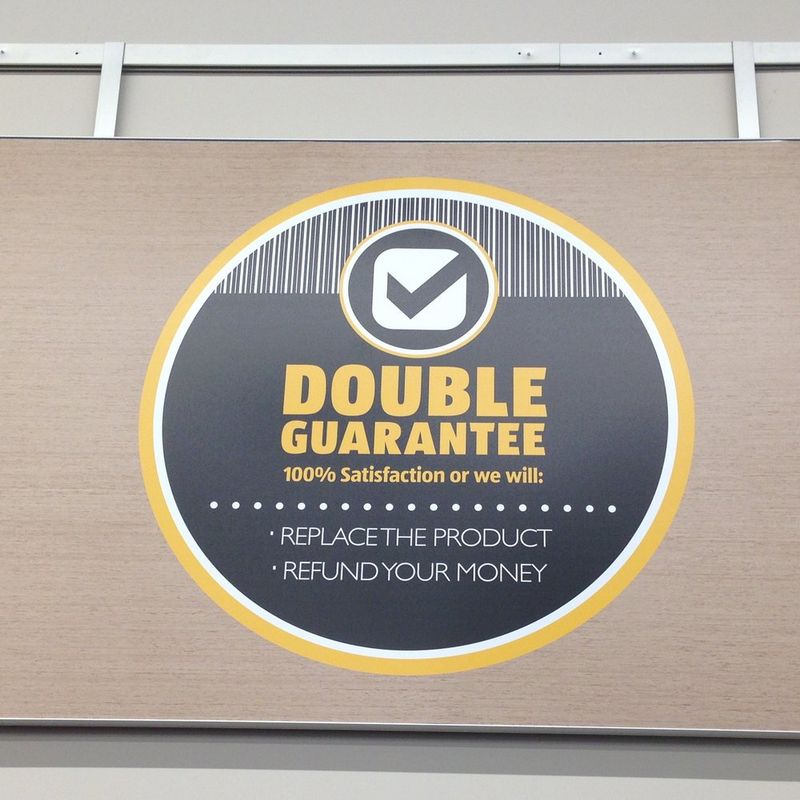 DOUBLE
GUARANTEE
100% Satisfaction or we will:
· REPLACE THE PRODUCT
· REFUND YOUR MONEY